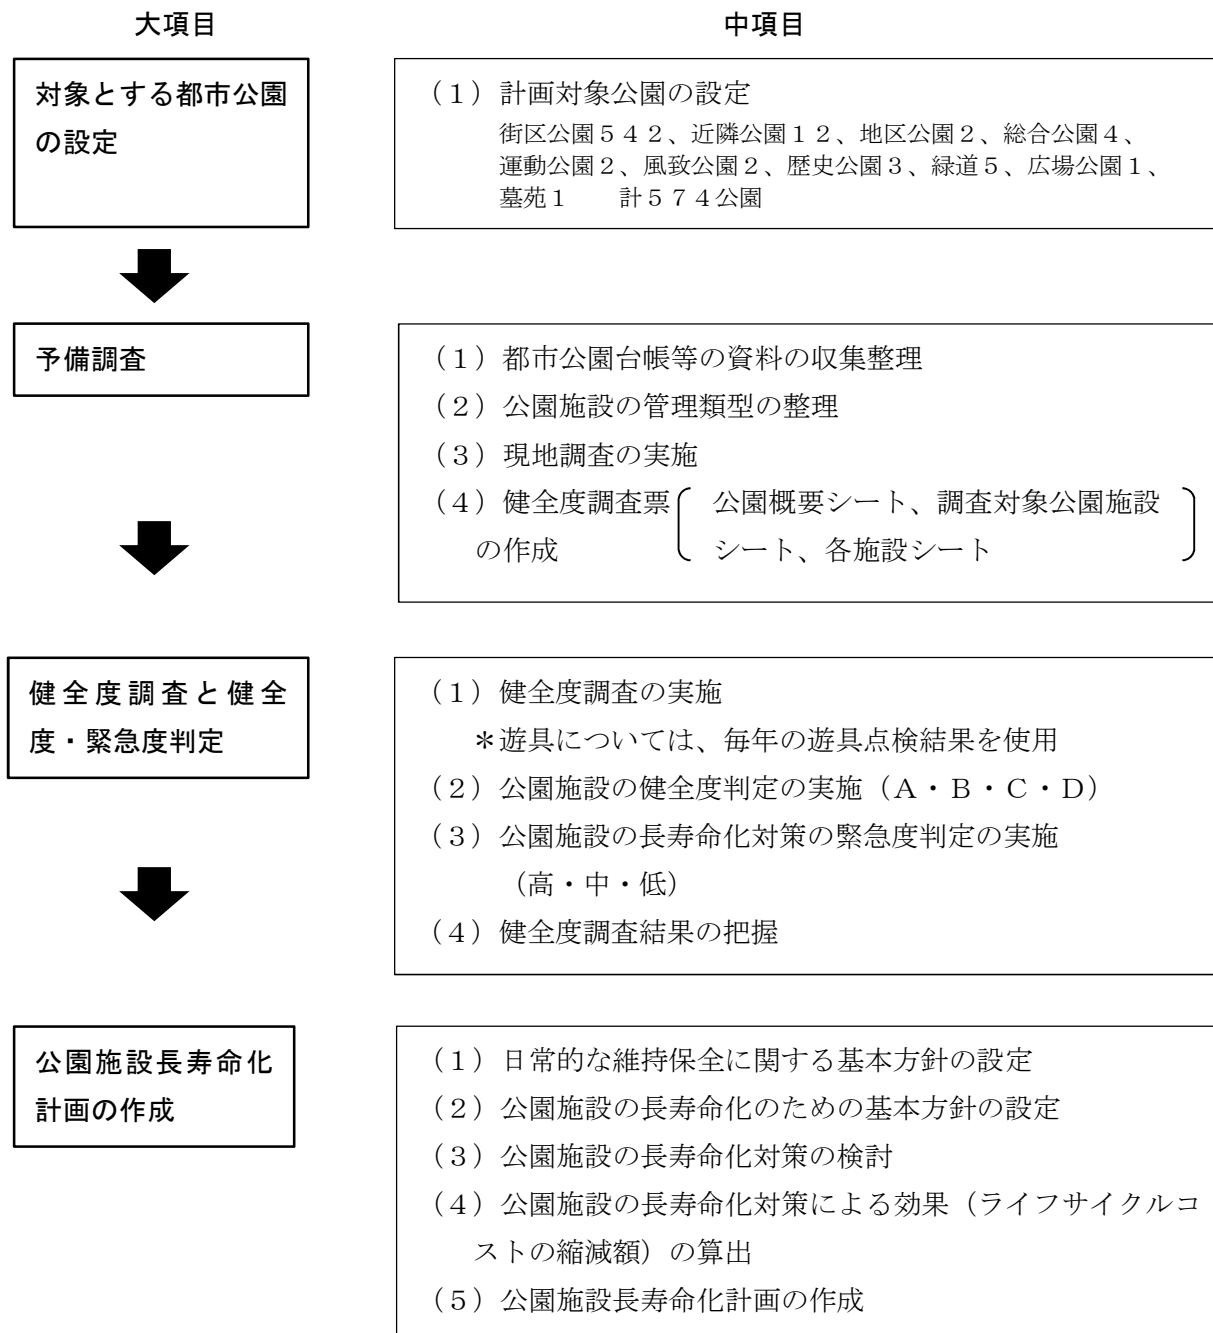 大項目
中項目
対象とする都市公園
の設定
（１）計画対象公園の設定
街区公園５４２、近隣公園１２、地区公園２、総合公園４、
運動公園２、風致公園２、歴史公園３、緑道５、広場公園１、
墓苑１　　計５７４公園
予備調査
（１）都市公園台帳等の資料の収集整理
（２）公園施設の管理類型の整理
（３）現地調査の実施
（４）健全度調査票 公園概要シート、調査対象公園施設
の作成 シート、各施設シート
健全度調査と健全
度・緊急度判定
（１）健全度調査の実施
＊遊具については、毎年の遊具点検結果を使用
（２）公園施設の健全度判定の実施（Ａ・Ｂ・Ｃ・Ｄ）
（３）公園施設の長寿命化対策の緊急度判定の実施
（高・中・低）
（４）健全度調査結果の把握
公園施設長寿命化
計画の作成
（１）日常的な維持保全に関する基本方針の設定
（２）公園施設の長寿命化のための基本方針の設定
（３）公園施設の長寿命化対策の検討
（４）公園施設の長寿命化対策による効果（ライフサイクルコ
ストの縮減額）の算出
（５）公園施設長寿命化計画の作成